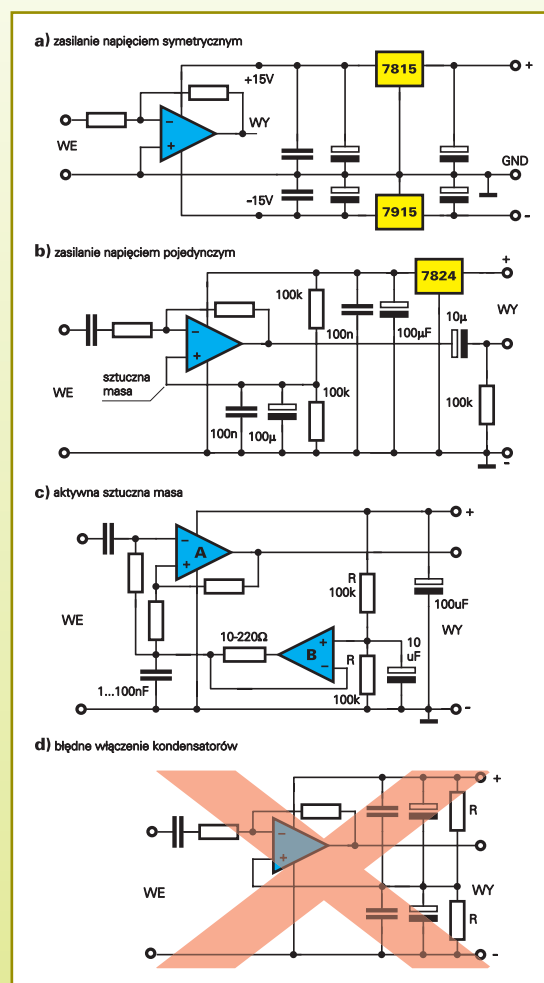 a) zasilanie napięciem symetrycznym
7815
+
+15V
WY
WE
−
+
GND
−15V
7915
-
b) zasilanie napięciem pojedynczym
+
7824
100k
10μ
WY
−
+
100n
100μF
sztuczna
masa
WE
100k
100k
100n
100μ
-
c) aktywna sztuczna masa
+
−
A
+
R
100k
100uF
WE
WY
10-220Ω
+
B
−
R
10
uF
1...100nF
100k
-
d) błędne włączenie kondensatorów
+
R
−
+
WE
WY
R
-